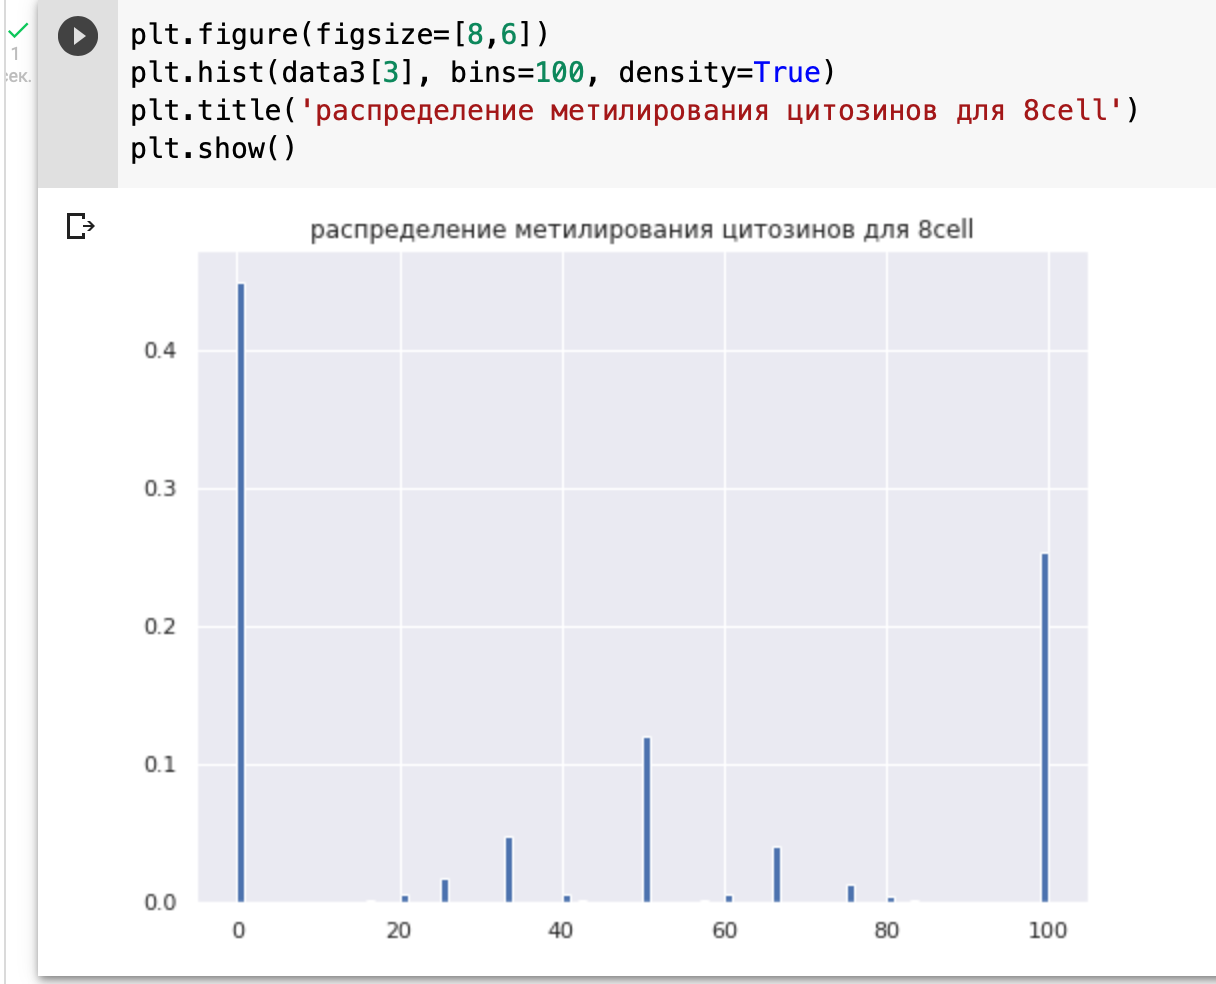 plt.figure(figsize=[8,6])
plt.hist(data3[3], bins=100, density=True)
plt.title('распределение метилирования цитозинов для 8cell')
plt.show()
1
сек.
распределение метилирования цитозинов для 8cell
0.4
0.3
0.2
0.1
0.0
0 20 40 60 80 100